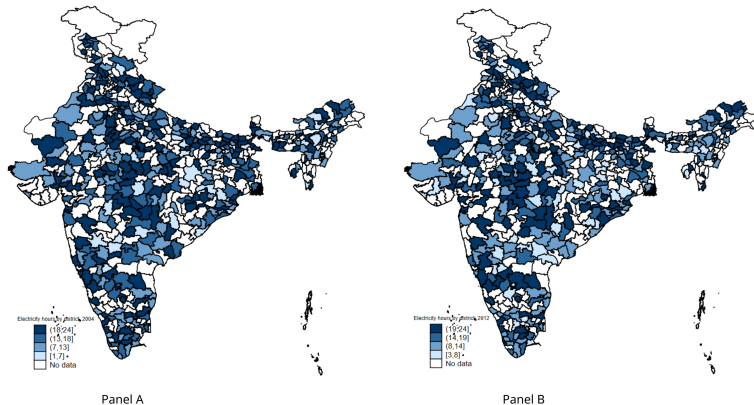 Electricity hours by district, 2004
(18,24]
(13,18]
(7,13]
[1,7]
No data
Panel A
Electricity hours by district, 2012
(19,24]
(14,19]
(8,14]
[3,8]
No data
Panel B